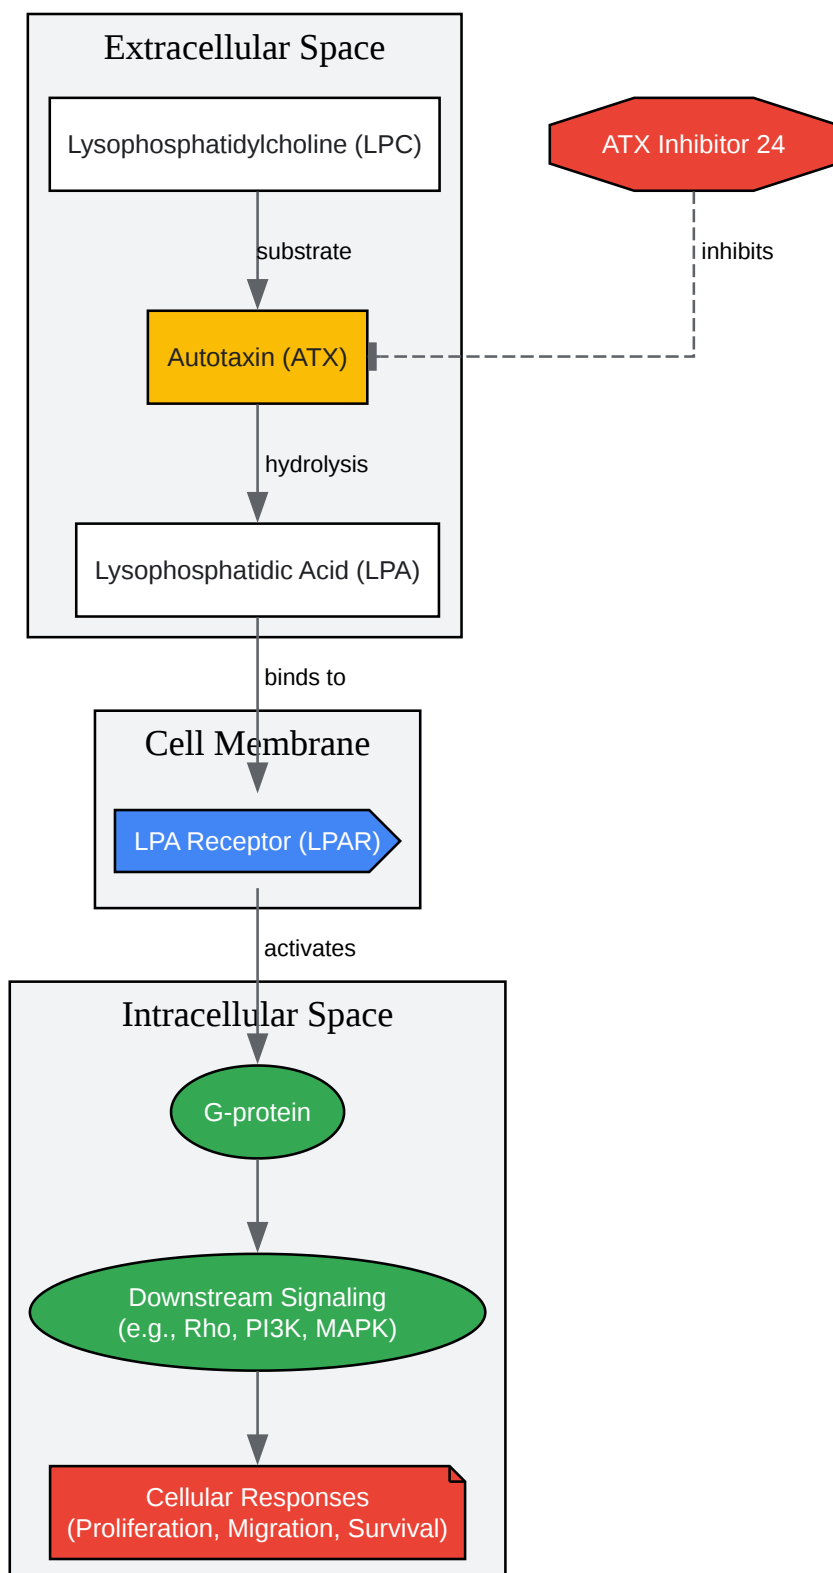 Extracellular Space
Lysophosphatidylcholine (LPC)
ATX Inhibitor 24
substrate
inhibits
Autotaxin (ATX)
hydrolysis
Lysophosphatidic Acid (LPA)
binds to
Cell Membrane
LPA Receptor (LPAR)
activates
Intracellular Space
G-protein
Downstream Signaling
(e.g., Rho, PI3K, MAPK)
Cellular Responses
(Proliferation, Migration, Survival)